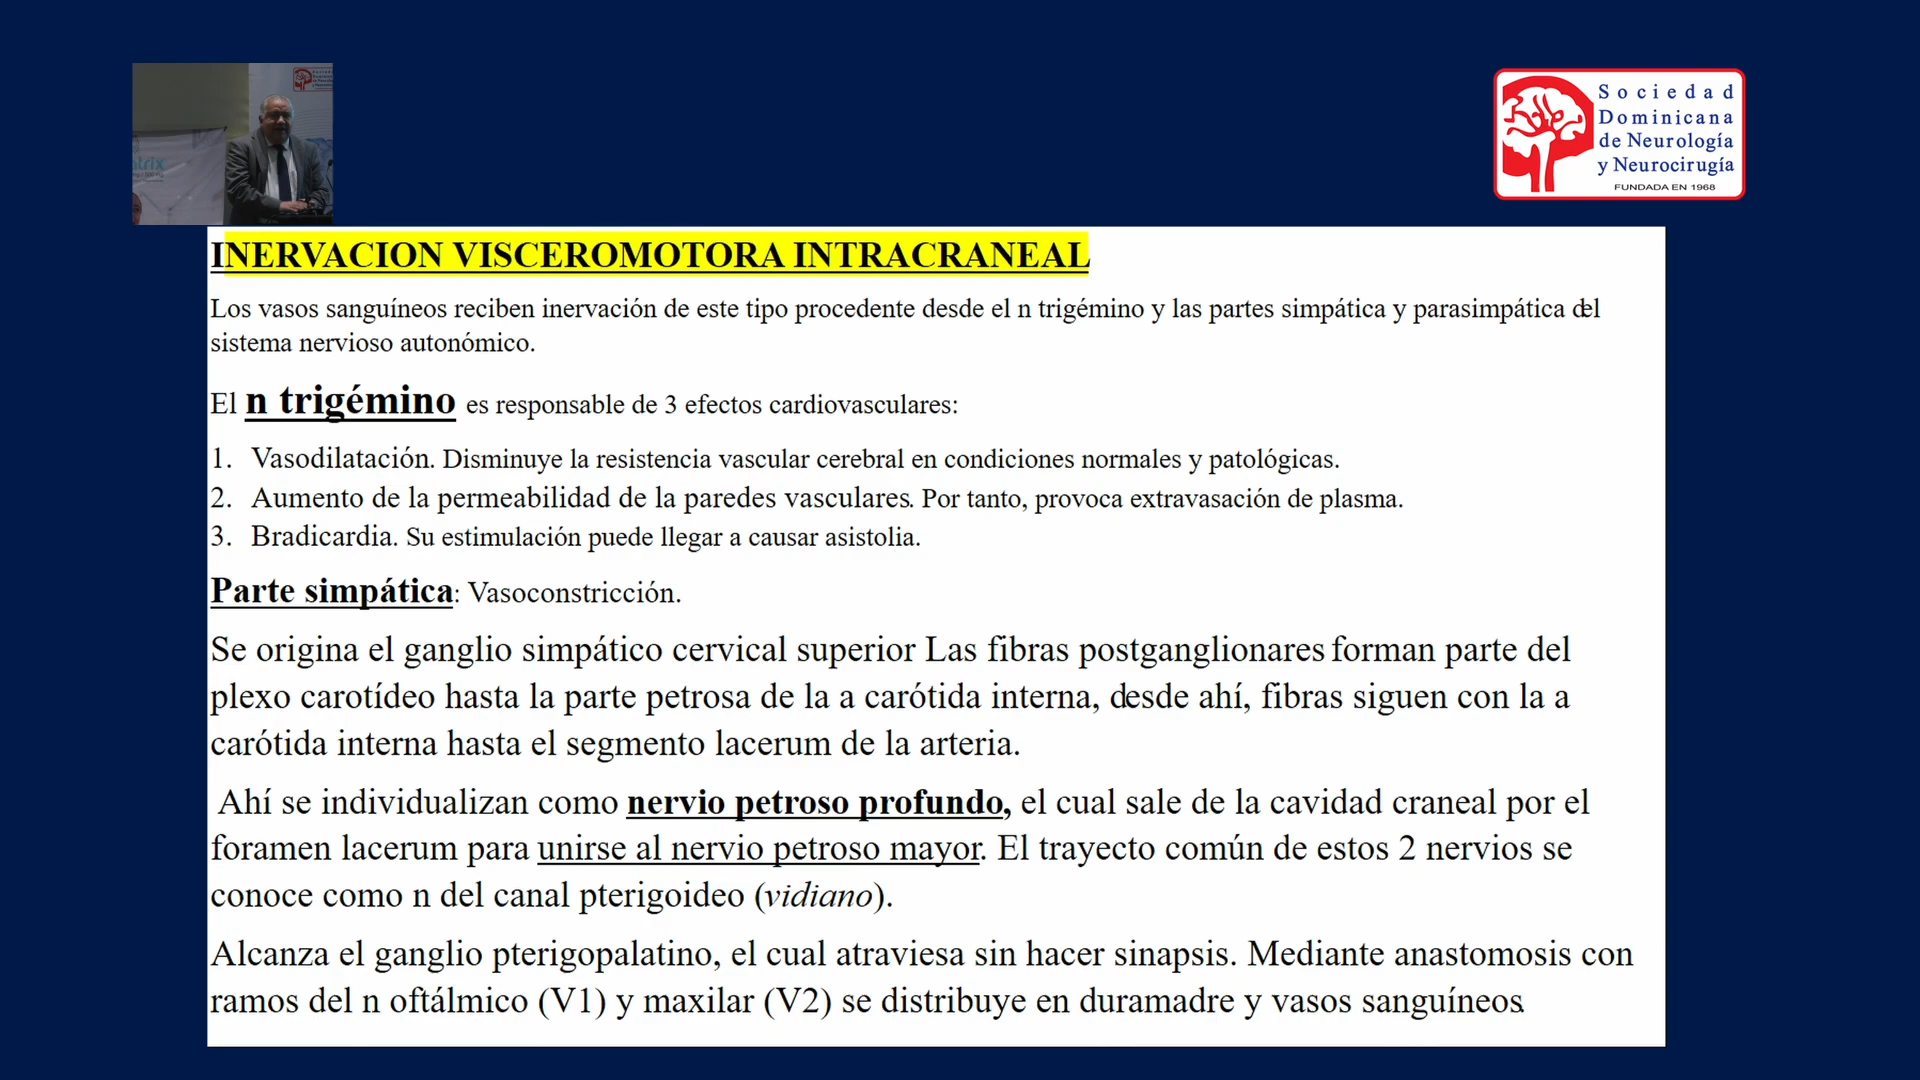 trix
Sociedad
Dominicana
de Neurología
y Neurocirugía
FUNDADA EN 1968
INERVACION VISCEROMOTORA INTRACRANEAL
Los vasos sanguíneos reciben inervación de este tipo procedente desde el n trigémino y las partes simpática y parasimpática del
sistema nervioso autonómico.
El n trigémino es responsable de 3 efectos cardiovasculares:
1. Vasodilatación. Disminuye la resistencia vascular cerebral en condiciones normales y patológicas.
2. Aumento de la permeabilidad de la paredes vasculares. Por tanto, provoca extravasación de plasma.
3. Bradicardia. Su estimulación puede llegar a causar asistolia.
Parte simpática: Vasoconstricción.
Se origina el ganglio simpático cervical superior Las fibras postganglionares forman parte del
plexo carotídeo hasta la parte petrosa de la a carótida interna, desde ahí, fibras siguen con la a
carótida interna hasta el segmento lacerum de la arteria.
Ahí se individualizan como nervio petroso profundo, el cual sale de la cavidad craneal por el
foramen lacerum para unirse al nervio petroso mayor. El trayecto común de estos 2 nervios se
conoce como n del canal pterigoideo (vidiano).
Alcanza el ganglio pterigopalatino, el cual atraviesa sin hacer sinapsis. Mediante anastomosis con
ramos del n oftálmico (V1) y maxilar (V2) se distribuye en duramadre y vasos sanguíneos.